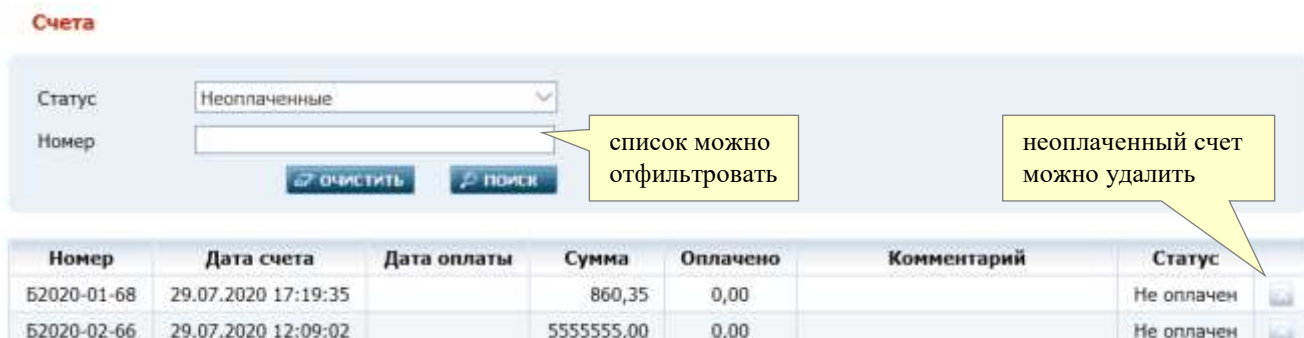 Счета
Статус Неоплаченные
Номер
список можно
отфильтровать
неоплаченный счет
можно удалить
ОЧИСТИТЬ ПОИСК
Номер Дата счета Дата оплаты Сумма Оплачено Комментарий Статус
Б2020-01-68 29.07.2020 17:19:35 860,35 0,00 Не оплачен
Б2020-02-66 29.07.2020 12:09:02 5555555,00 0,00 Не оплачен